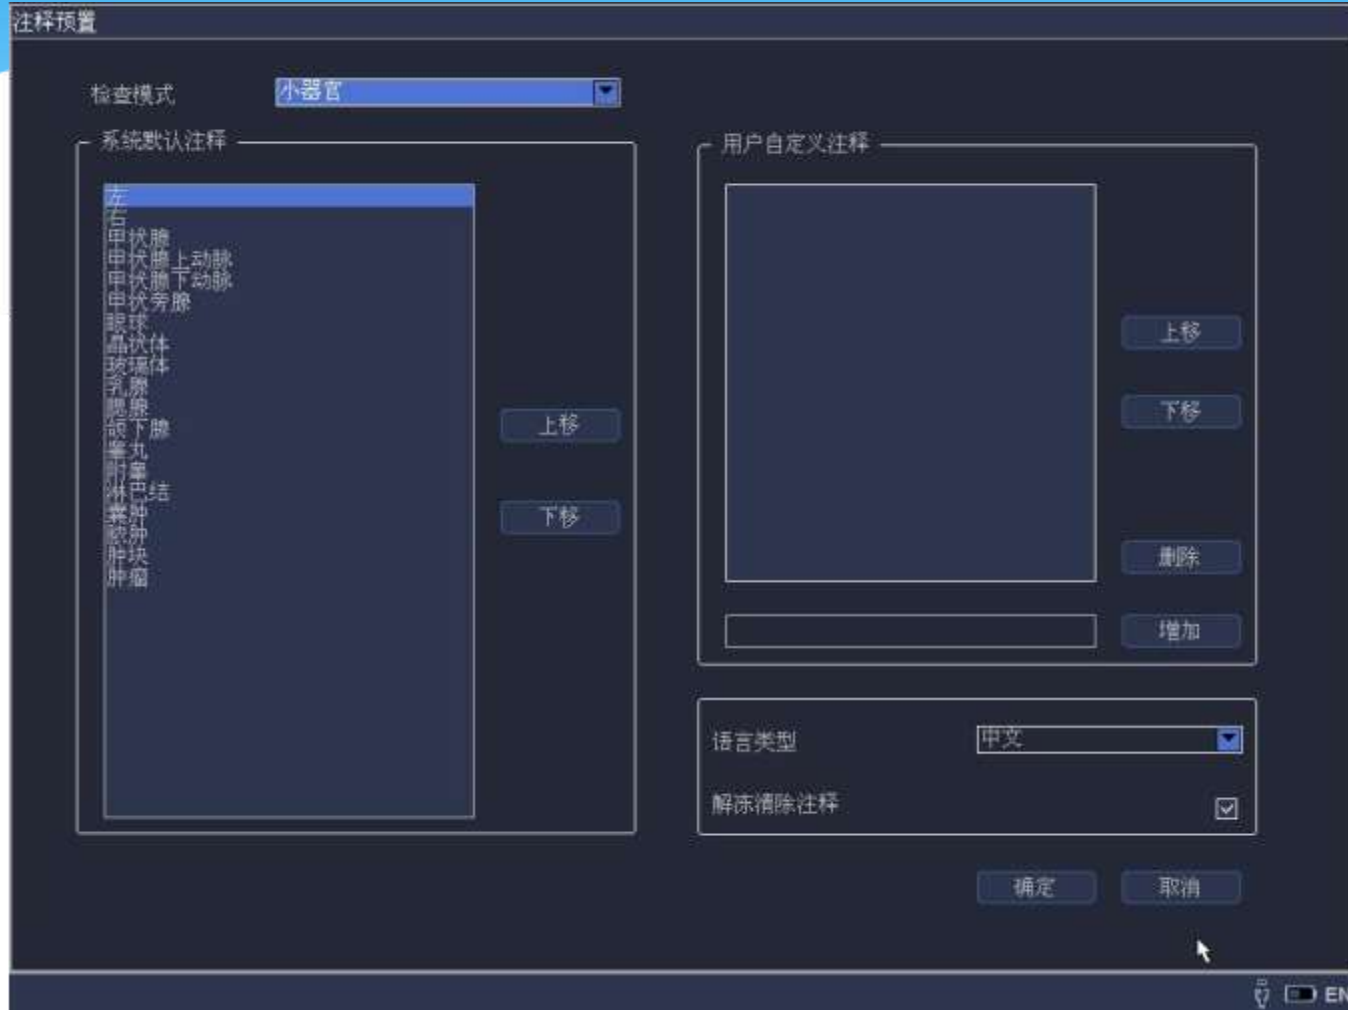 注释预置
检查模式
小器官
系统默认注释
左
右
甲状腺
甲状腺上动脉
甲状腺下动脉
甲状旁腺
眼球
晶状体
玻璃体
乳腺
腮腺
颌下腺
睾丸
附睾
淋巴结
囊肿
脓肿
肿块
肿瘤
上移
下移
用户自定义注释
上移
下移
删除
增加
语言类型
中文
解冻清除注释
确定
取消
EN